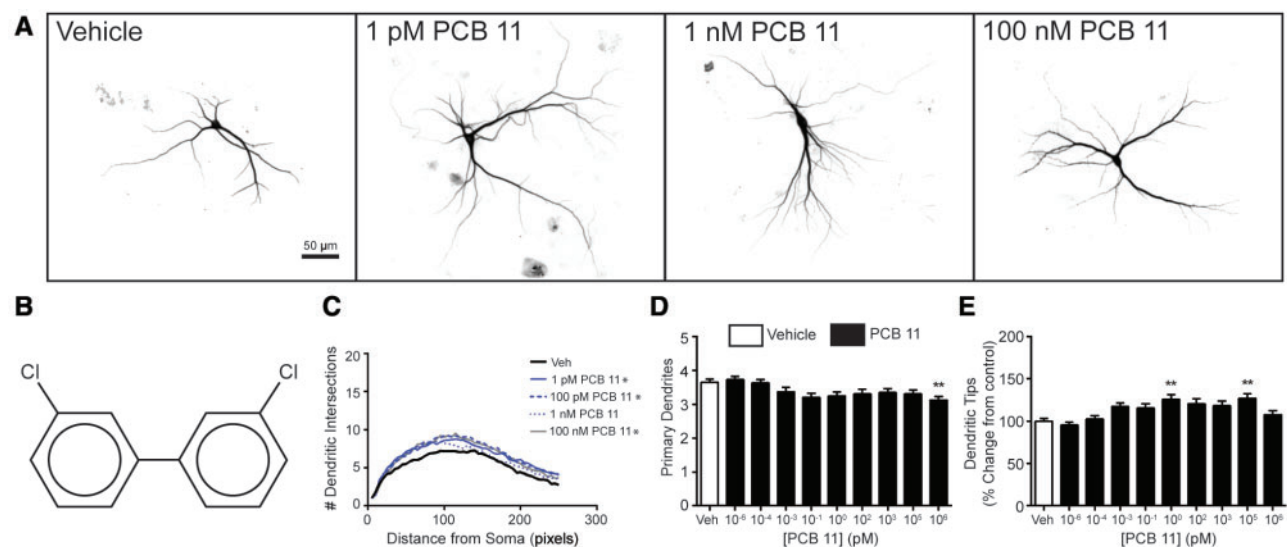 A
Vehicle
1 pM PCB 11
1 nM PCB 11
100 nM PCB 11
50 µm
B
Cl
Cl
C
# Dendritic Intersections
20
15
10
5
0
0
100
200
300
Distance from Soma (pixels)
Veh
1 pM PCB 11*
100 pM PCB 11*
1 nM PCB 11
100 nM PCB 11*
D
Vehicle
PCB 11
Primary Dendrites
5
4
3
2
1
0
**
Veh 10⁻⁶ 10⁻⁴ 10⁻³ 10⁻¹ 10⁰ 10² 10³ 10⁵ 10⁶
[PCB 11] (pM)
E
Dendritic Tips
(% Change from control)
200
150
100
50
0
** **
Veh 10⁻⁶ 10⁻⁴ 10⁻³ 10⁻¹ 10⁰ 10² 10³ 10⁵ 10⁶
[PCB 11] (pM)